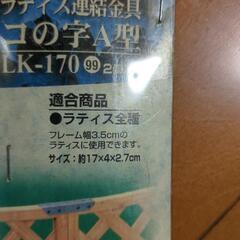 ラティス連結金具
コの字A型
LK-170 99 2
適合商品
●ラティス全種
フレーム幅3.5cmの
ラティスに使用できます。
サイズ：約17×4×2.7cm